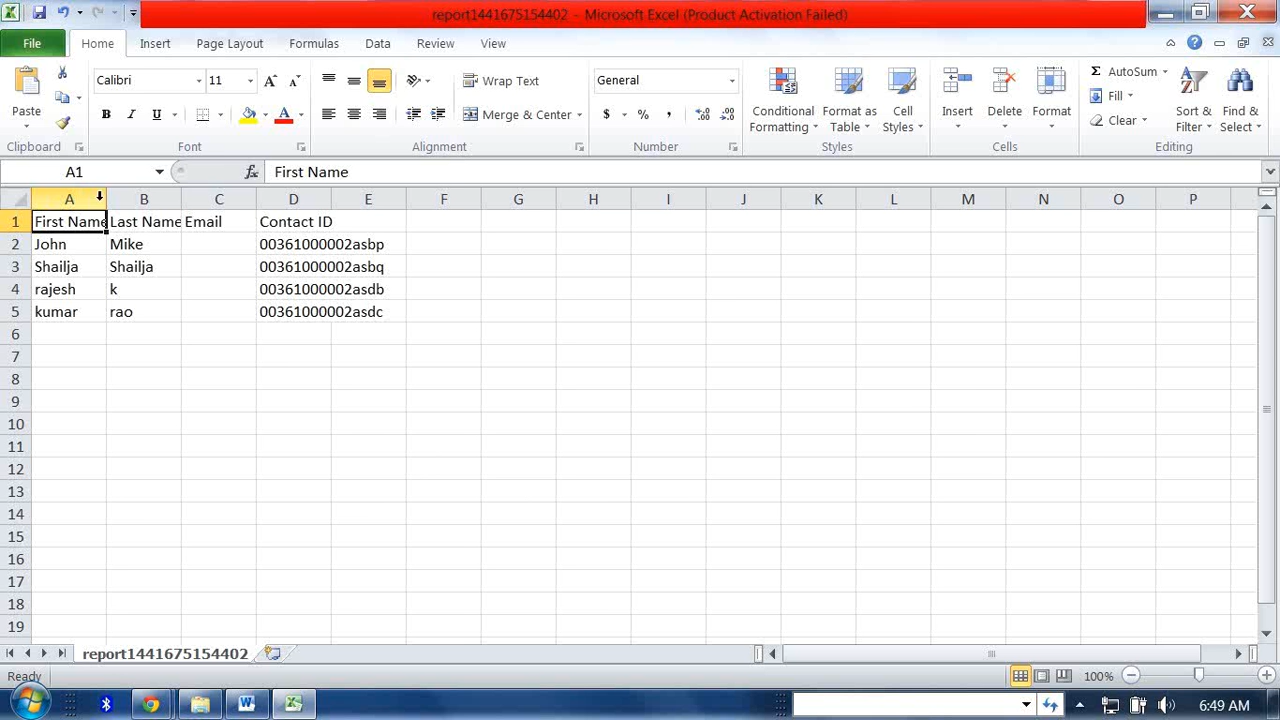 report1441675154402 - Microsoft Excel (Product Activation Failed)
File Home Insert Page Layout Formulas Data Review View
Paste
Calibri 11
B I U A
Wrap Text
Merge & Center
General
$ % ,
Conditional Formatting
Format as Table
Cell Styles
Insert
Delete
Format
Σ AutoSum
Fill
Clear
Sort & Filter
Find & Select
Clipboard Font Alignment Number Styles Cells Editing
A1 fx First Name
A B C D E F G H I J K L M N O P
1 First Name Last Name Email Contact ID
2 John Mike 00361000002asbp
3 Shailja Shailja 00361000002asbq
4 rajesh k 00361000002asdb
5 kumar rao 00361000002asdc
6
7
8
9
10
11
12
13
14
15
16
17
18
19
report1441675154402
Ready 100%
6:49 AM